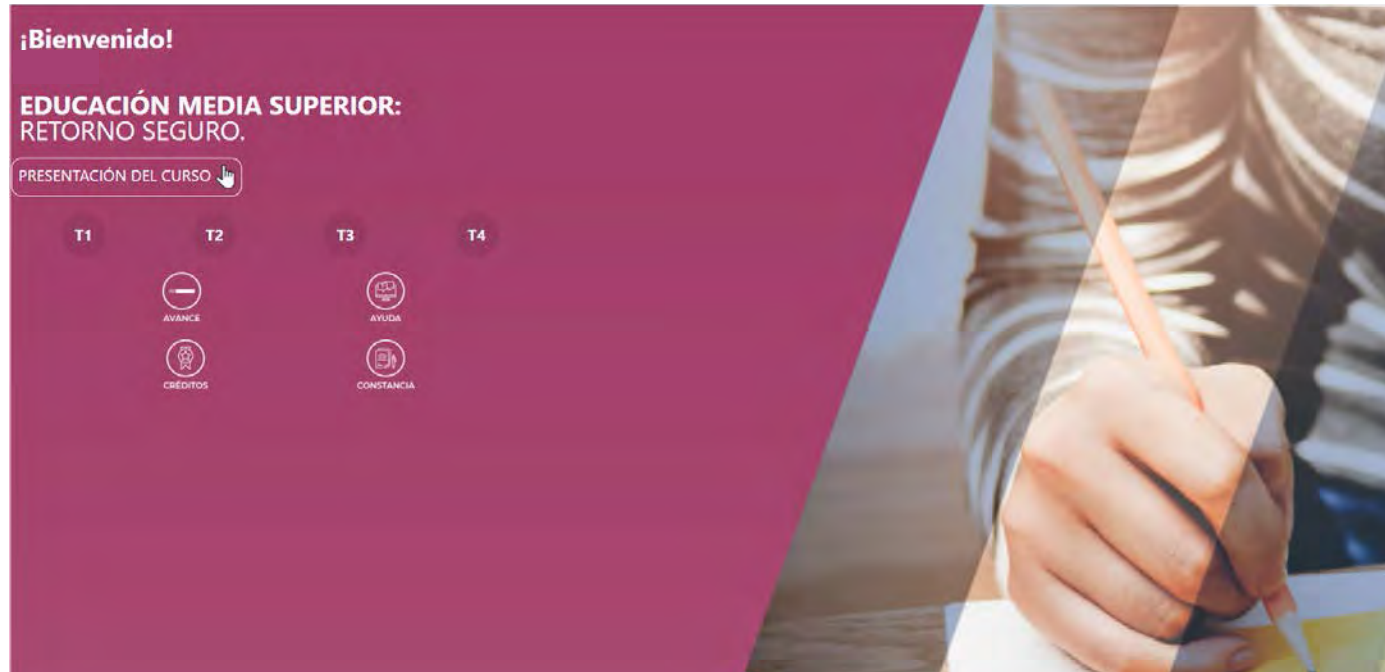 ¡Bienvenido!
EDUCACIÓN MEDIA SUPERIOR:
RETORNO SEGURO.
PRESENTACIÓN DEL CURSO
T1 T2 T3 T4
AVANCE AYUDA
CRÉDITOS CONSTANCIA